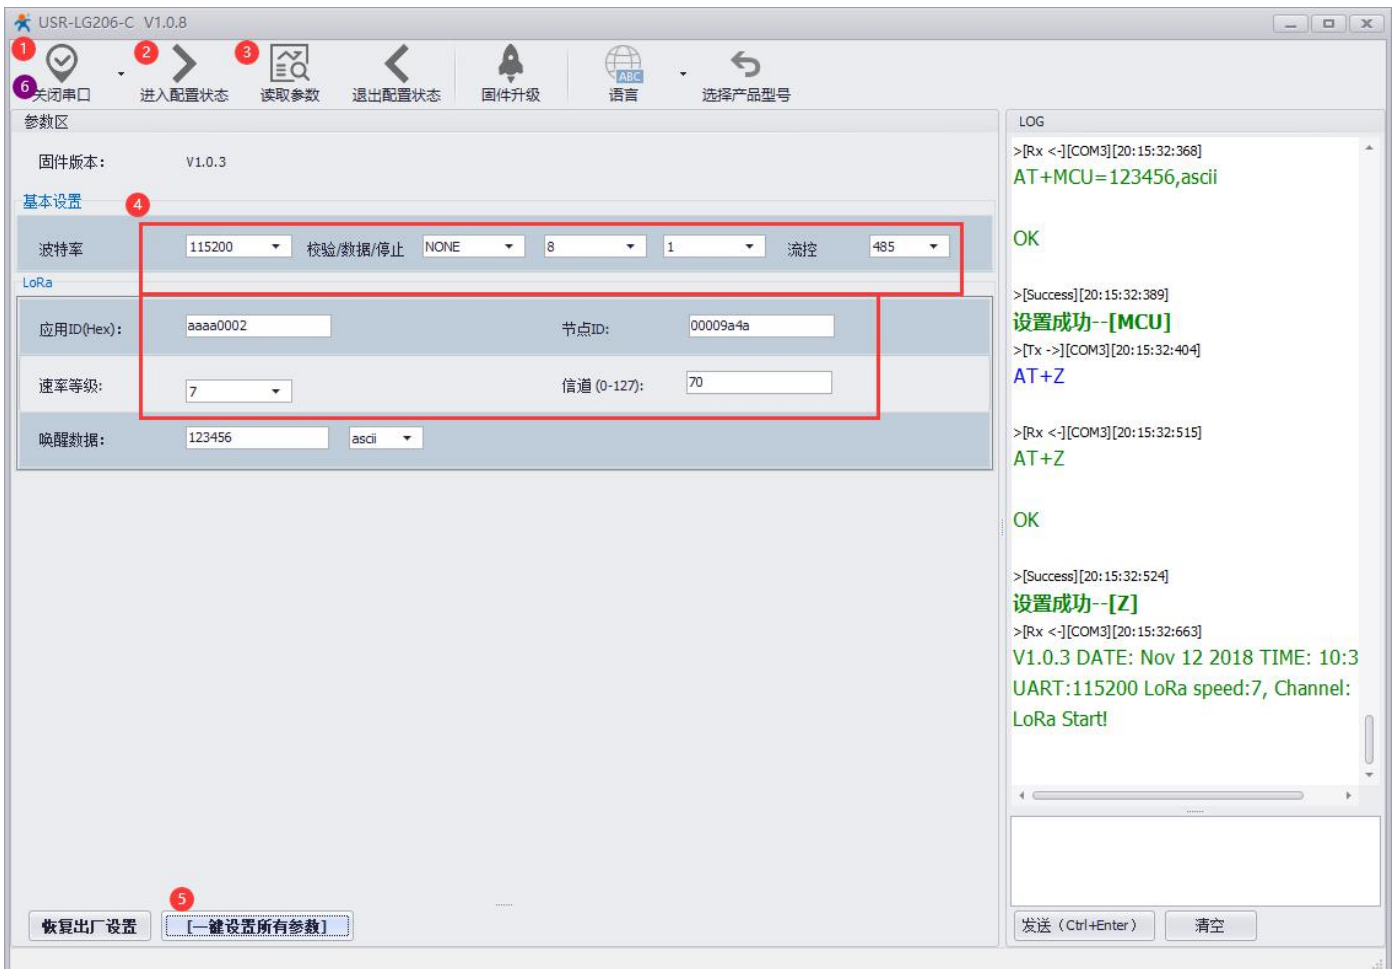 USR-LG206-C V1.0.8
1
2
3
6
ABC
关闭串口
进入配置状态
读取参数
退出配置状态
固件升级
语言
选择产品型号
参数区
固件版本：
V1.0.3
基本设置
4
波特率
115200
校验/数据/停止
NONE
8
1
流控
485
LoRa
应用ID(Hex)：
aaaa0002
节点ID:
00009a4a
速率等级:
7
信道 (0-127):
70
唤醒数据：
123456
ascii
5
恢复出厂设置
[一键设置所有参数]
LOG
>[Rx <-][COM3][20:15:32:368]
AT+MCU=123456,ascii
OK
>[Success][20:15:32:389]
设置成功--[MCU]
>[Tx ->][COM3][20:15:32:404]
AT+Z
>[Rx <-][COM3][20:15:32:515]
AT+Z
OK
>[Success][20:15:32:524]
设置成功--[Z]
>[Rx <-][COM3][20:15:32:663]
V1.0.3 DATE: Nov 12 2018 TIME: 10:3
UART:115200 LoRa speed:7, Channel:
LoRa Start!
发送（Ctrl+Enter）
清空